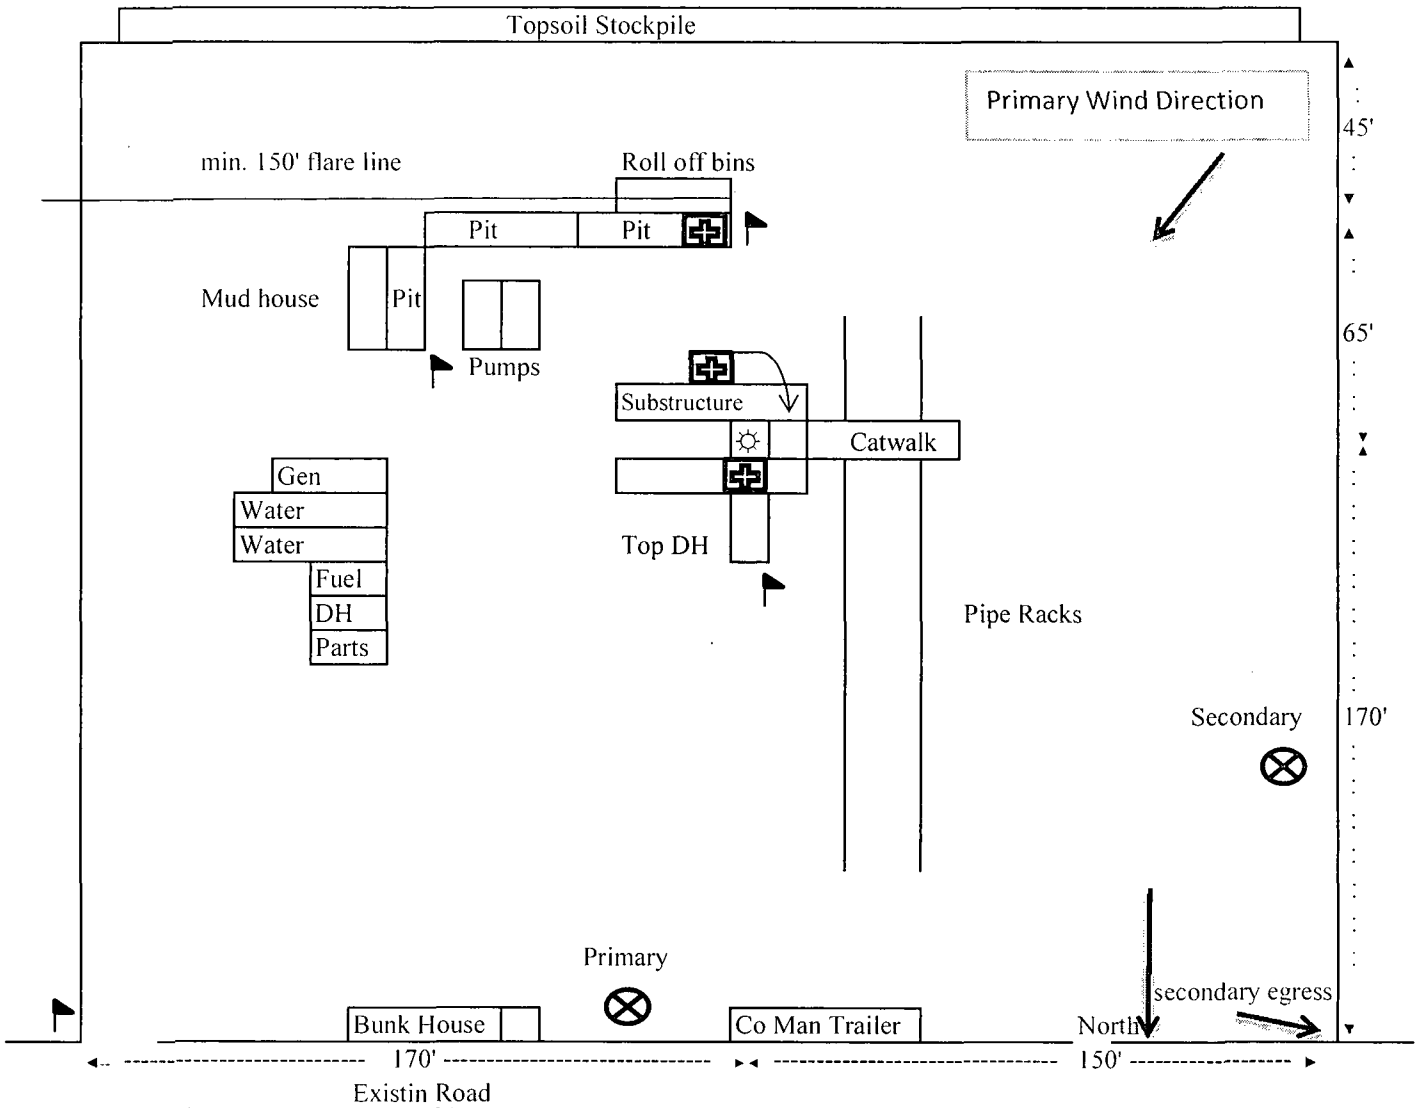 Topsoil Stockpile
Primary Wind Direction
45'
min. 150' flare line
Roll off bins
Pit
Pit
Mud house
Pit
65'
Pumps
Substructure
Catwalk
Gen
Water
Water
Top DH
Fuel
DH
Parts
Pipe Racks
Secondary
170'
Primary
secondary egress
Bunk House
Co Man Trailer
North
170'
150'
Existin Road